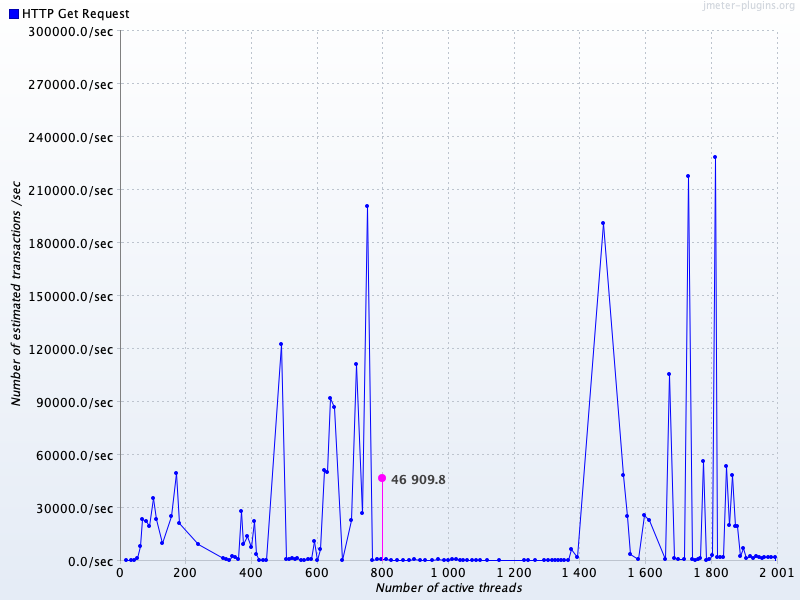 jmeter-plugins.org
HTTP Get Request
300000.0/sec
270000.0/sec
240000.0/sec
210000.0/sec
180000.0/sec
150000.0/sec
120000.0/sec
90000.0/sec
60000.0/sec
30000.0/sec
0.0/sec
Number of estimated transactions /sec
46 909.8
0 200 400 600 800 1 000 1 200 1 400 1 600 1 800 2 001
Number of active threads